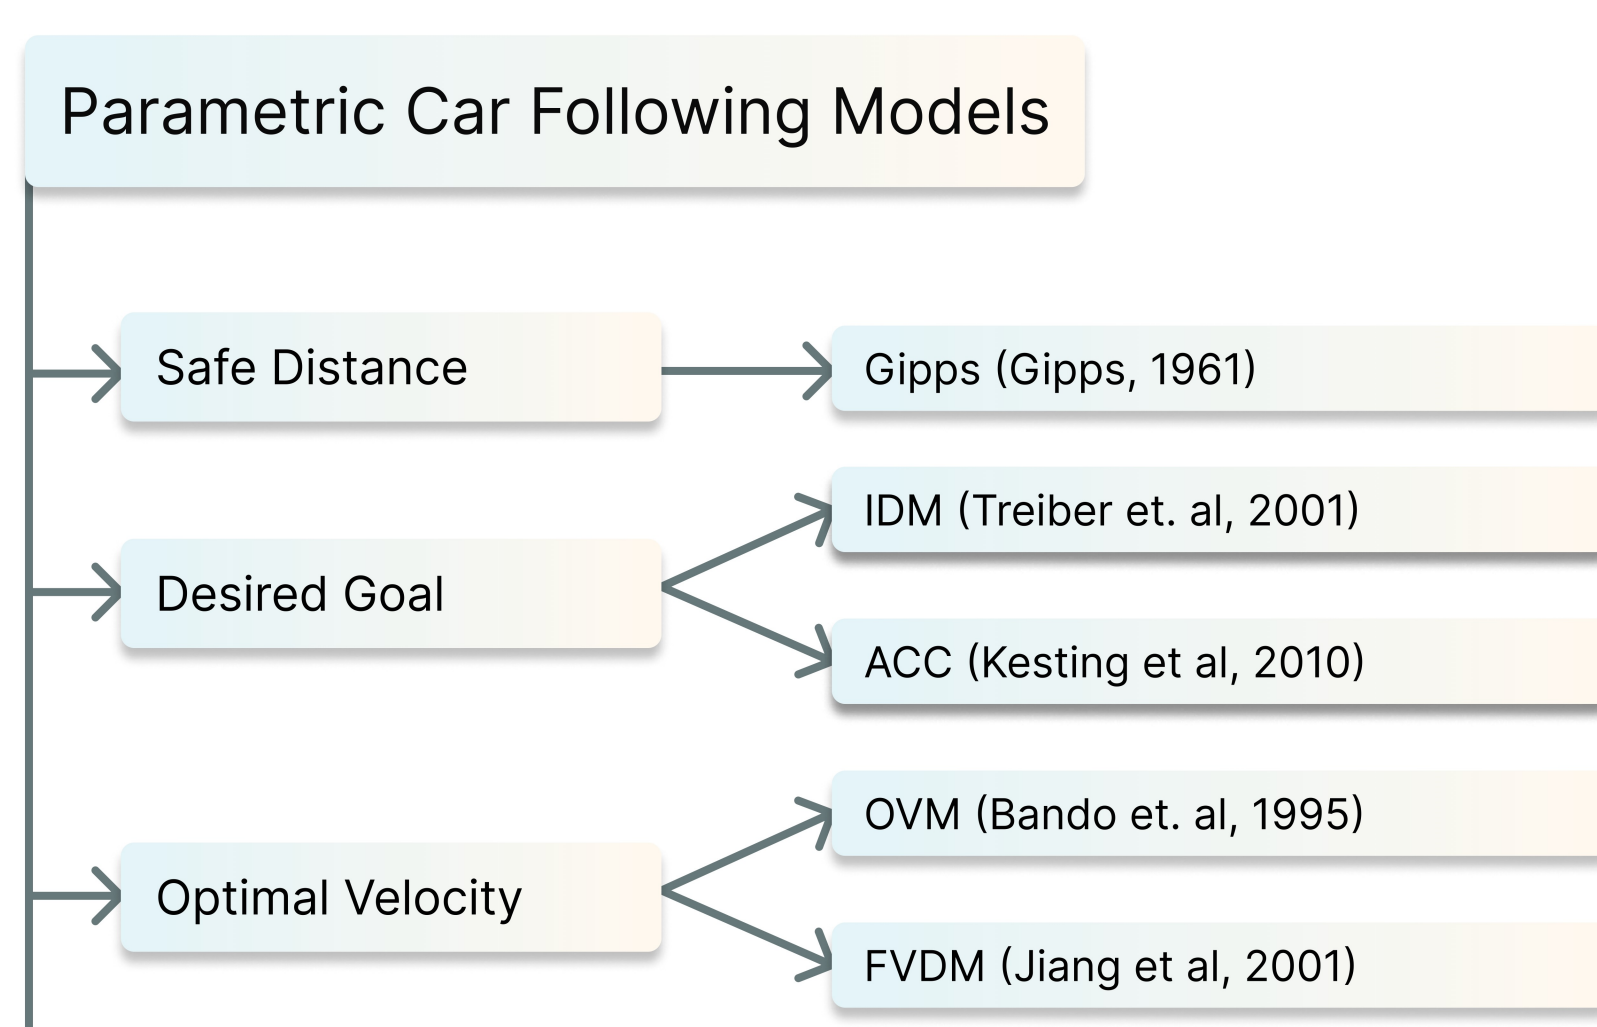 Parametric Car Following Models
Safe Distance
Gipps (Gipps, 1961)
Desired Goal
IDM (Treiber et. al, 2001)
ACC (Kesting et al, 2010)
Optimal Velocity
OVM (Bando et. al, 1995)
FVDM (Jiang et al, 2001)